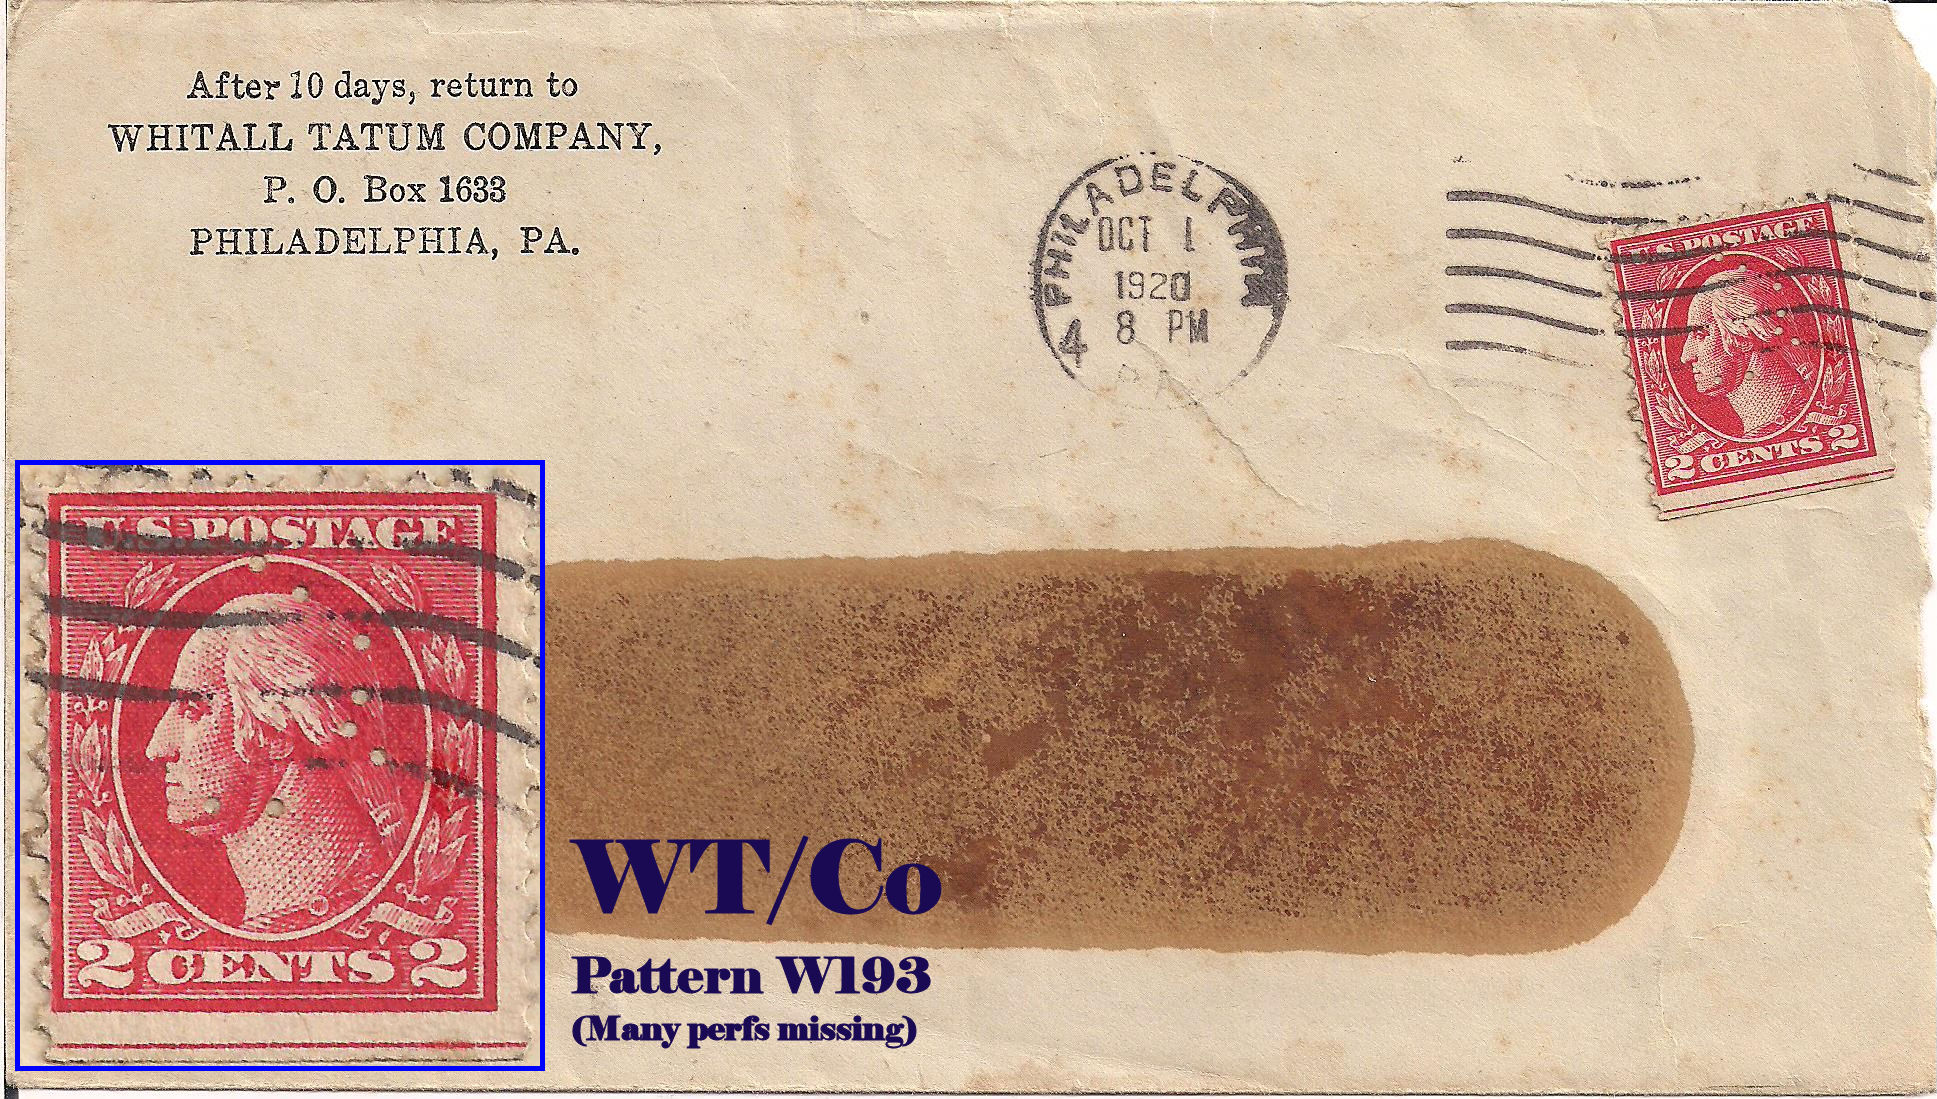 After 10 days, return to
WHITALL TATUM COMPANY,
P. O. Box 1633
PHILADELPHIA, PA.
PHILADELPHIA
OCT 1
1920
8 PM
4
PA
U.S. POSTAGE
2 CENTS 2
U.S. POSTAGE
2 CENTS 2
WT/Co
Pattern W193
(Many perfs missing)